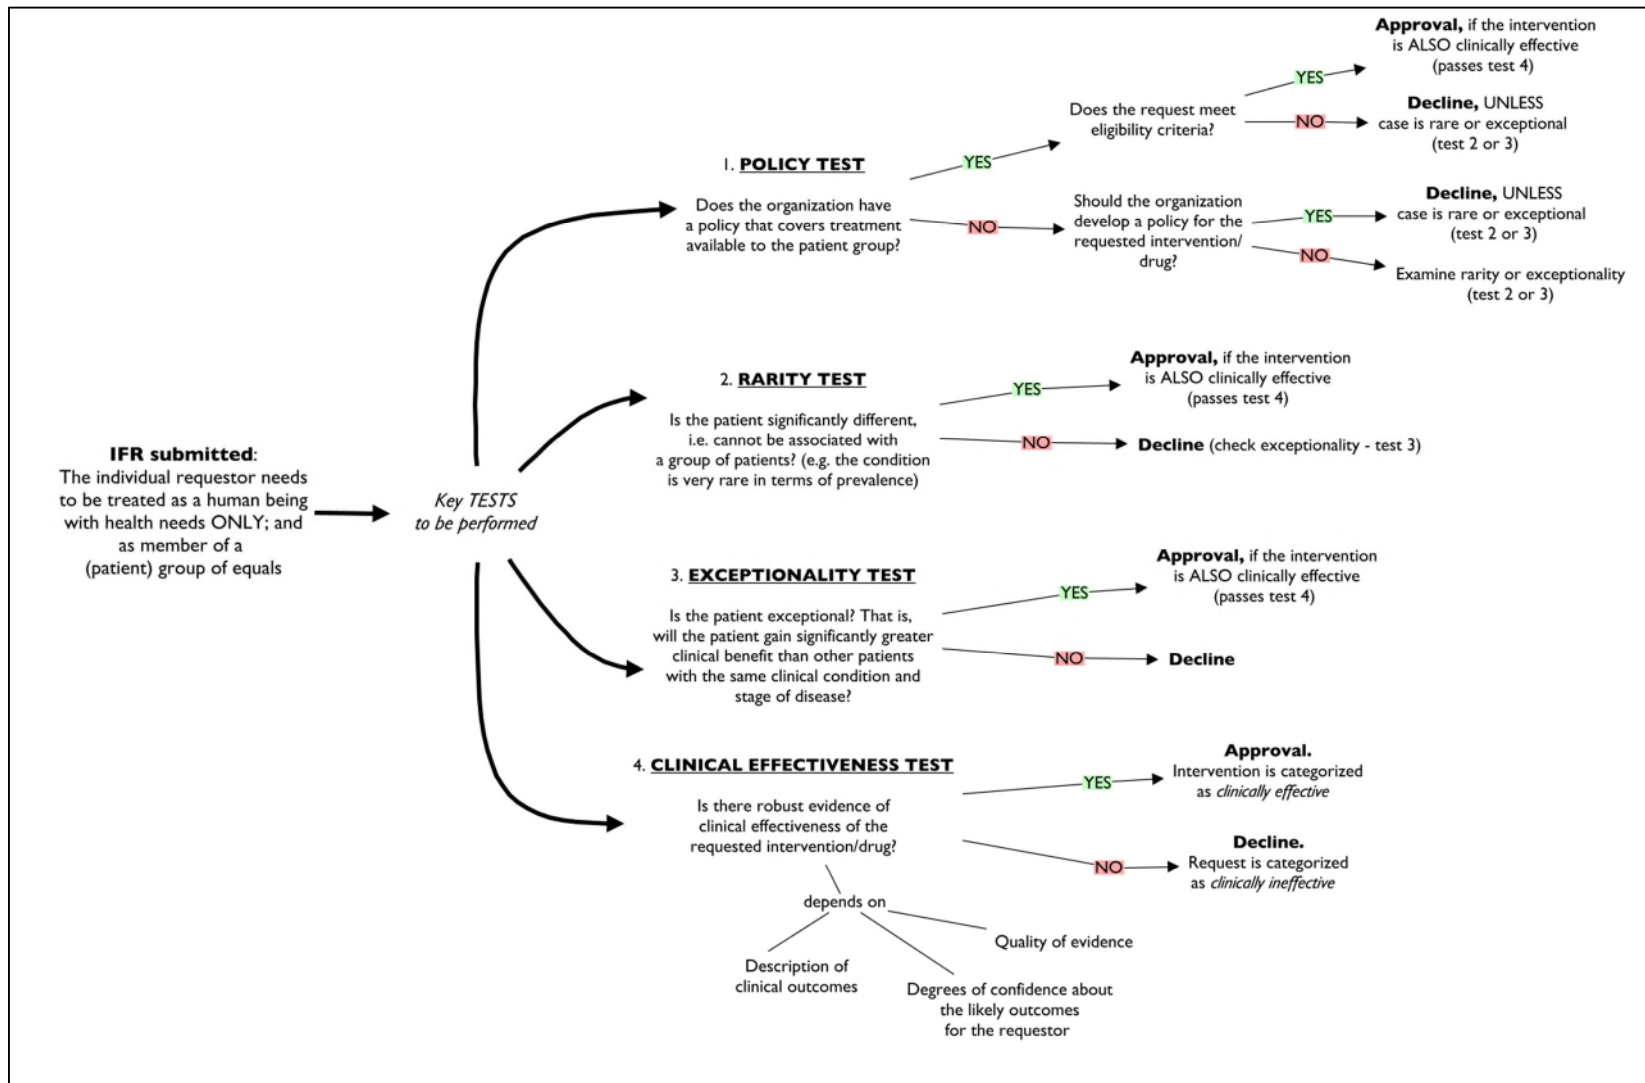 IFR submitted:
The individual requestor needs
to be treated as a human being
with health needs ONLY; and
as member of a
(patient) group of equals
Key TESTS
to be performed
1. POLICY TEST
Does the organization have
a policy that covers treatment
available to the patient group?
YES
Does the request meet
eligibility criteria?
YES
Approval, if the intervention
is ALSO clinically effective
(passes test 4)
NO
Decline, UNLESS
case is rare or exceptional
(test 2 or 3)
NO
Should the organization
develop a policy for the
requested intervention/
drug?
YES
Decline, UNLESS
case is rare or exceptional
(test 2 or 3)
NO
Examine rarity or exceptionality
(test 2 or 3)
2. RARITY TEST
Is the patient significantly different,
i.e. cannot be associated with
a group of patients? (e.g. the condition
is very rare in terms of prevalence)
YES
Approval, if the intervention
is ALSO clinically effective
(passes test 4)
NO
Decline (check exceptionality - test 3)
3. EXCEPTIONALITY TEST
Is the patient exceptional? That is,
will the patient gain significantly greater
clinical benefit than other patients
with the same clinical condition and
stage of disease?
YES
Approval, if the intervention
is ALSO clinically effective
(passes test 4)
NO
Decline
4. CLINICAL EFFECTIVENESS TEST
Is there robust evidence of
clinical effectiveness of the
requested intervention/drug?
YES
Approval.
Intervention is categorized
as clinically effective
NO
Decline.
Request is categorized
as clinically ineffective
depends on
Description of
clinical outcomes
Degrees of confidence about
the likely outcomes
for the requestor
Quality of evidence